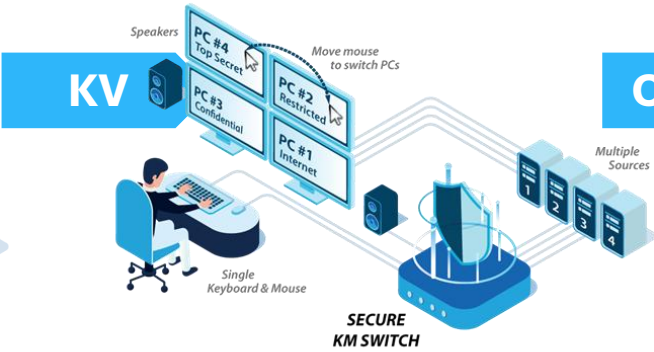 Speakers
PC #4
Top Secret
Move mouse
to switch PCs
KV
PC #2
Restricted
PC #3
Confidential
PC #1
Internet
Multiple
Sources
1
2
3
4
Single
Keyboard & Mouse
SECURE
KM SWITCH